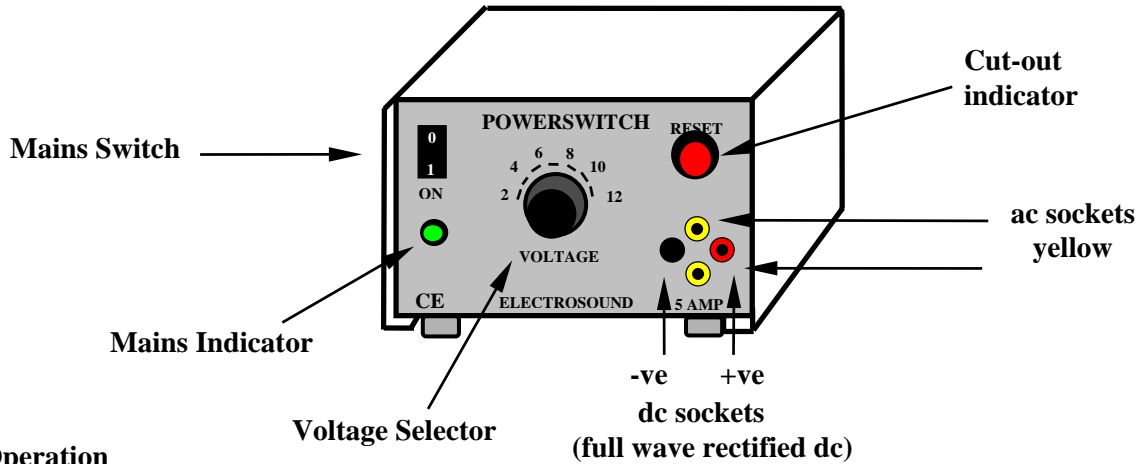 Cut-out
indicator
POWERSWITCH
RESET
0
1
ON
Mains Switch
2 4 6 8 10 12
VOLTAGE
ac sockets
yellow
CE
ELECTROSOUND
5 AMP
Mains Indicator
-ve +ve
dc sockets
(full wave rectified dc)
Voltage Selector
Operation